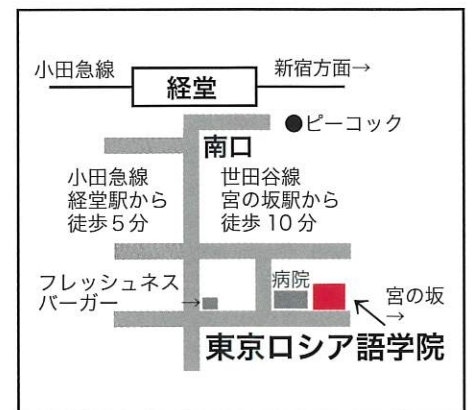 小田急線
新宿方面→
経堂
●ピーコック
南口
小田急線
経堂駅から
徒歩5分
世田谷線
宮の坂駅から
徒歩10分
フレッシュネス
バーガー →
病院
宮の坂
→
東京ロシア語学院